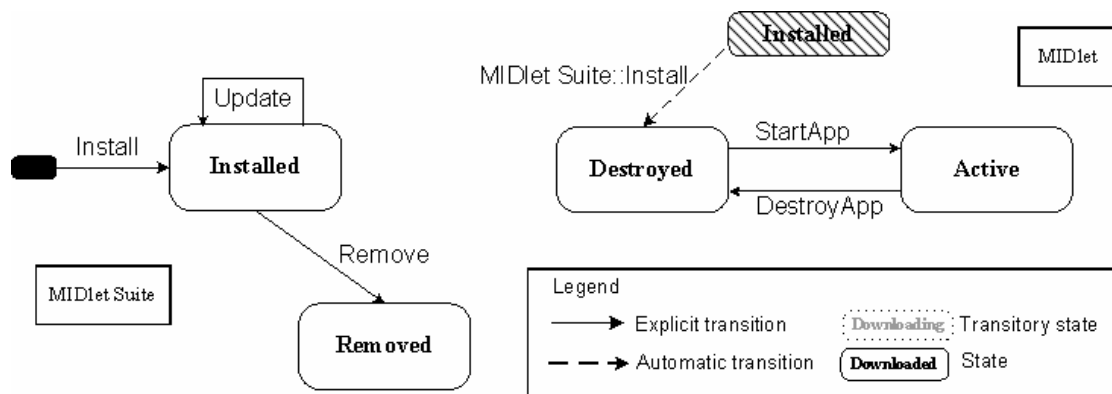 Update
Install
Installed
Remove
MIDlet Suite
Removed
Installed
MIDlet
MIDlet Suite::Install
StartApp
Destroyed
Active
DestroyApp
Legend
Explicit transition
Downloading
Transitory state
Automatic transition
Downloaded
State